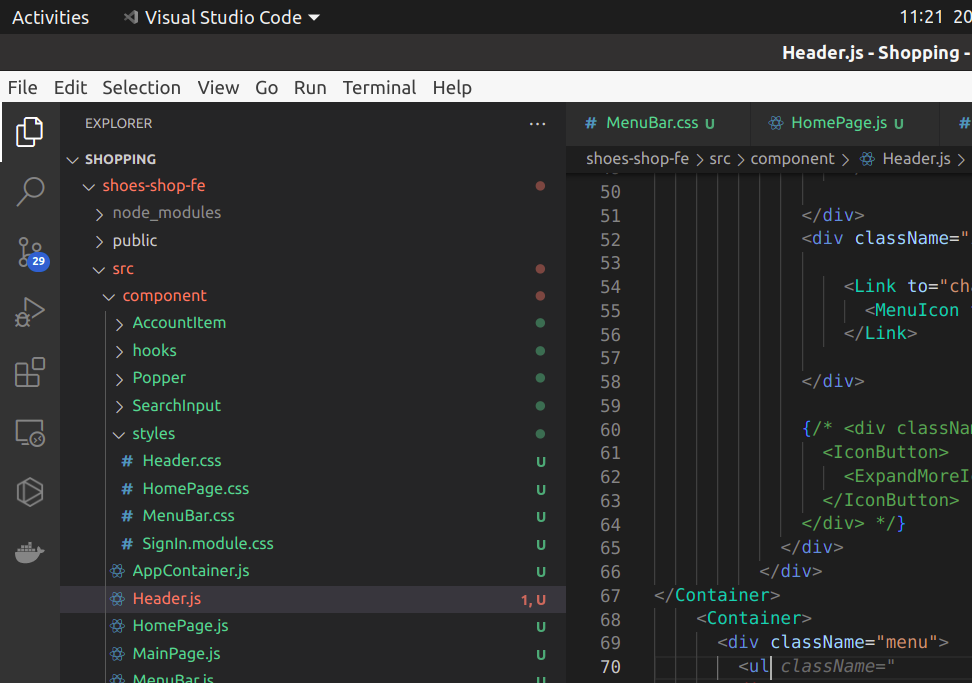 Activities Visual Studio Code 11:21 20
Header.js - Shopping -
File Edit Selection View Go Run Terminal Help
EXPLORER ...
SHOPPING
shoes-shop-fe
node_modules
public
src
component
AccountItem
hooks
Popper
SearchInput
styles
# Header.css U
# HomePage.css U
# MenuBar.css U
# SignIn.module.css U
AppContainer.js U
Header.js 1, U
HomePage.js U
MainPage.js U
MenuBar.js U
29
# MenuBar.css U HomePage.js U #
shoes-shop-fe > src > component > Header.js >
50
51 </div>
52 <div className="
53
54 <Link to="cha
55 <MenuIcon
56 </Link>
57
58 </div>
59
60 {/* <div classNam
61 <IconButton>
62 <ExpandMoreI
63 </IconButton>
64 </div> */}
65 </div>
66 </div>
67 </Container>
68 <Container>
69 <div className="menu">
70 <ul className="